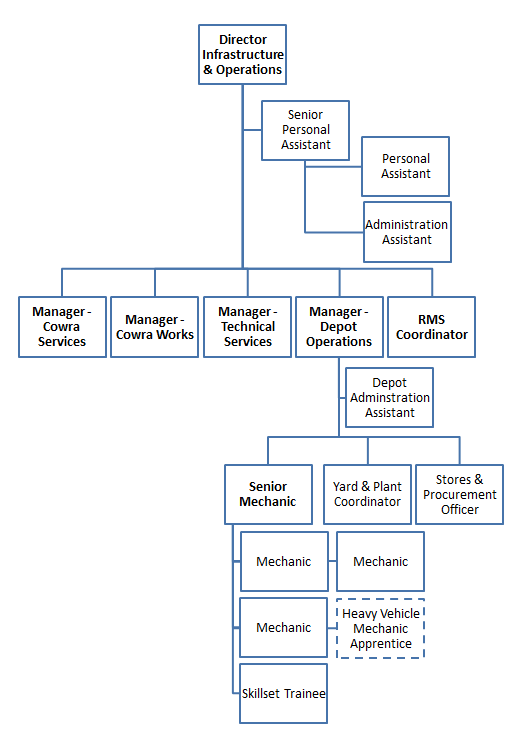 Director
Infrastructure
& Operations
Senior
Personal
Assistant
Personal
Assistant
Administration
Assistant
Manager -
Cowra
Services
Manager -
Cowra Works
Manager -
Technical
Services
Manager -
Depot
Operations
RMS
Coordinator
Depot
Adminstration
Assistant
Senior
Mechanic
Yard & Plant
Coordinator
Stores &
Procurement
Officer
Mechanic
Mechanic
Mechanic
Heavy Vehicle
Mechanic
Apprentice
Skillset Trainee